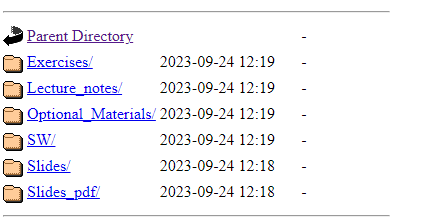 Parent Directory -
Exercises/ 2023-09-24 12:19 -
Lecture_notes/ 2023-09-24 12:19 -
Optional_Materials/ 2023-09-24 12:19 -
SW/ 2023-09-24 12:19 -
Slides/ 2023-09-24 12:18 -
Slides_pdf/ 2023-09-24 12:18 -